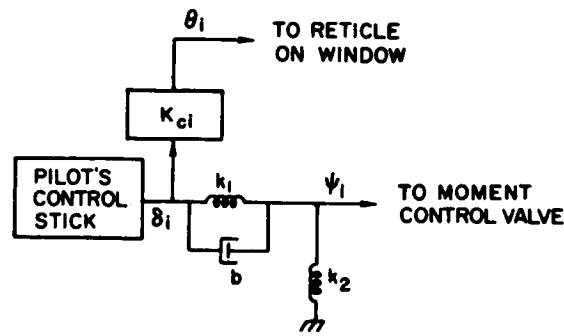 θi
TO RETICLE
ON WINDOW
Kci
PILOT'S
CONTROL
STICK
δi
k1
ψi
TO MOMENT
CONTROL VALVE
b
k2